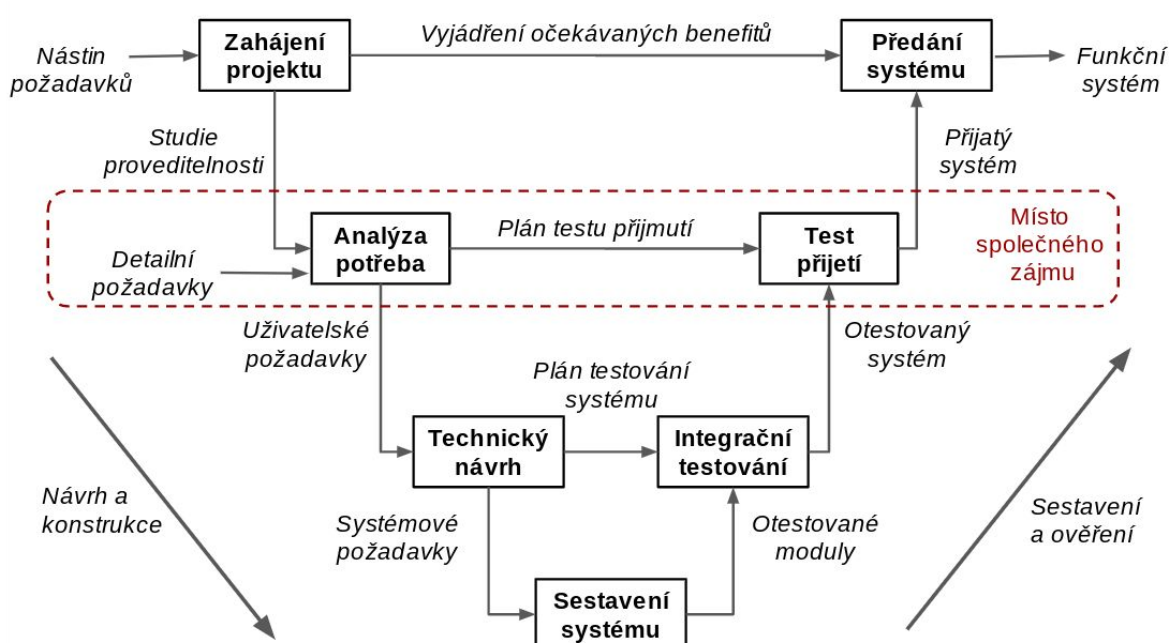 Nástin
požadavků
Zahájení
projektu
Vyjádření očekávaných benefitů
Předání
systému
Funkční
systém
Studie
proveditelnosti
Přijatý
systém
Detailní
požadavky
Analýza
potřeba
Plán testu přijmutí
Test
přijetí
Místo
společného
zájmu
Uživatelské
požadavky
Otestovaný
systém
Plán testování
systému
Technický
návrh
Integrační
testování
Návrh a
konstrukce
Systémové
požadavky
Otestované
moduly
Sestavení
a ověření
Sestavení
systému